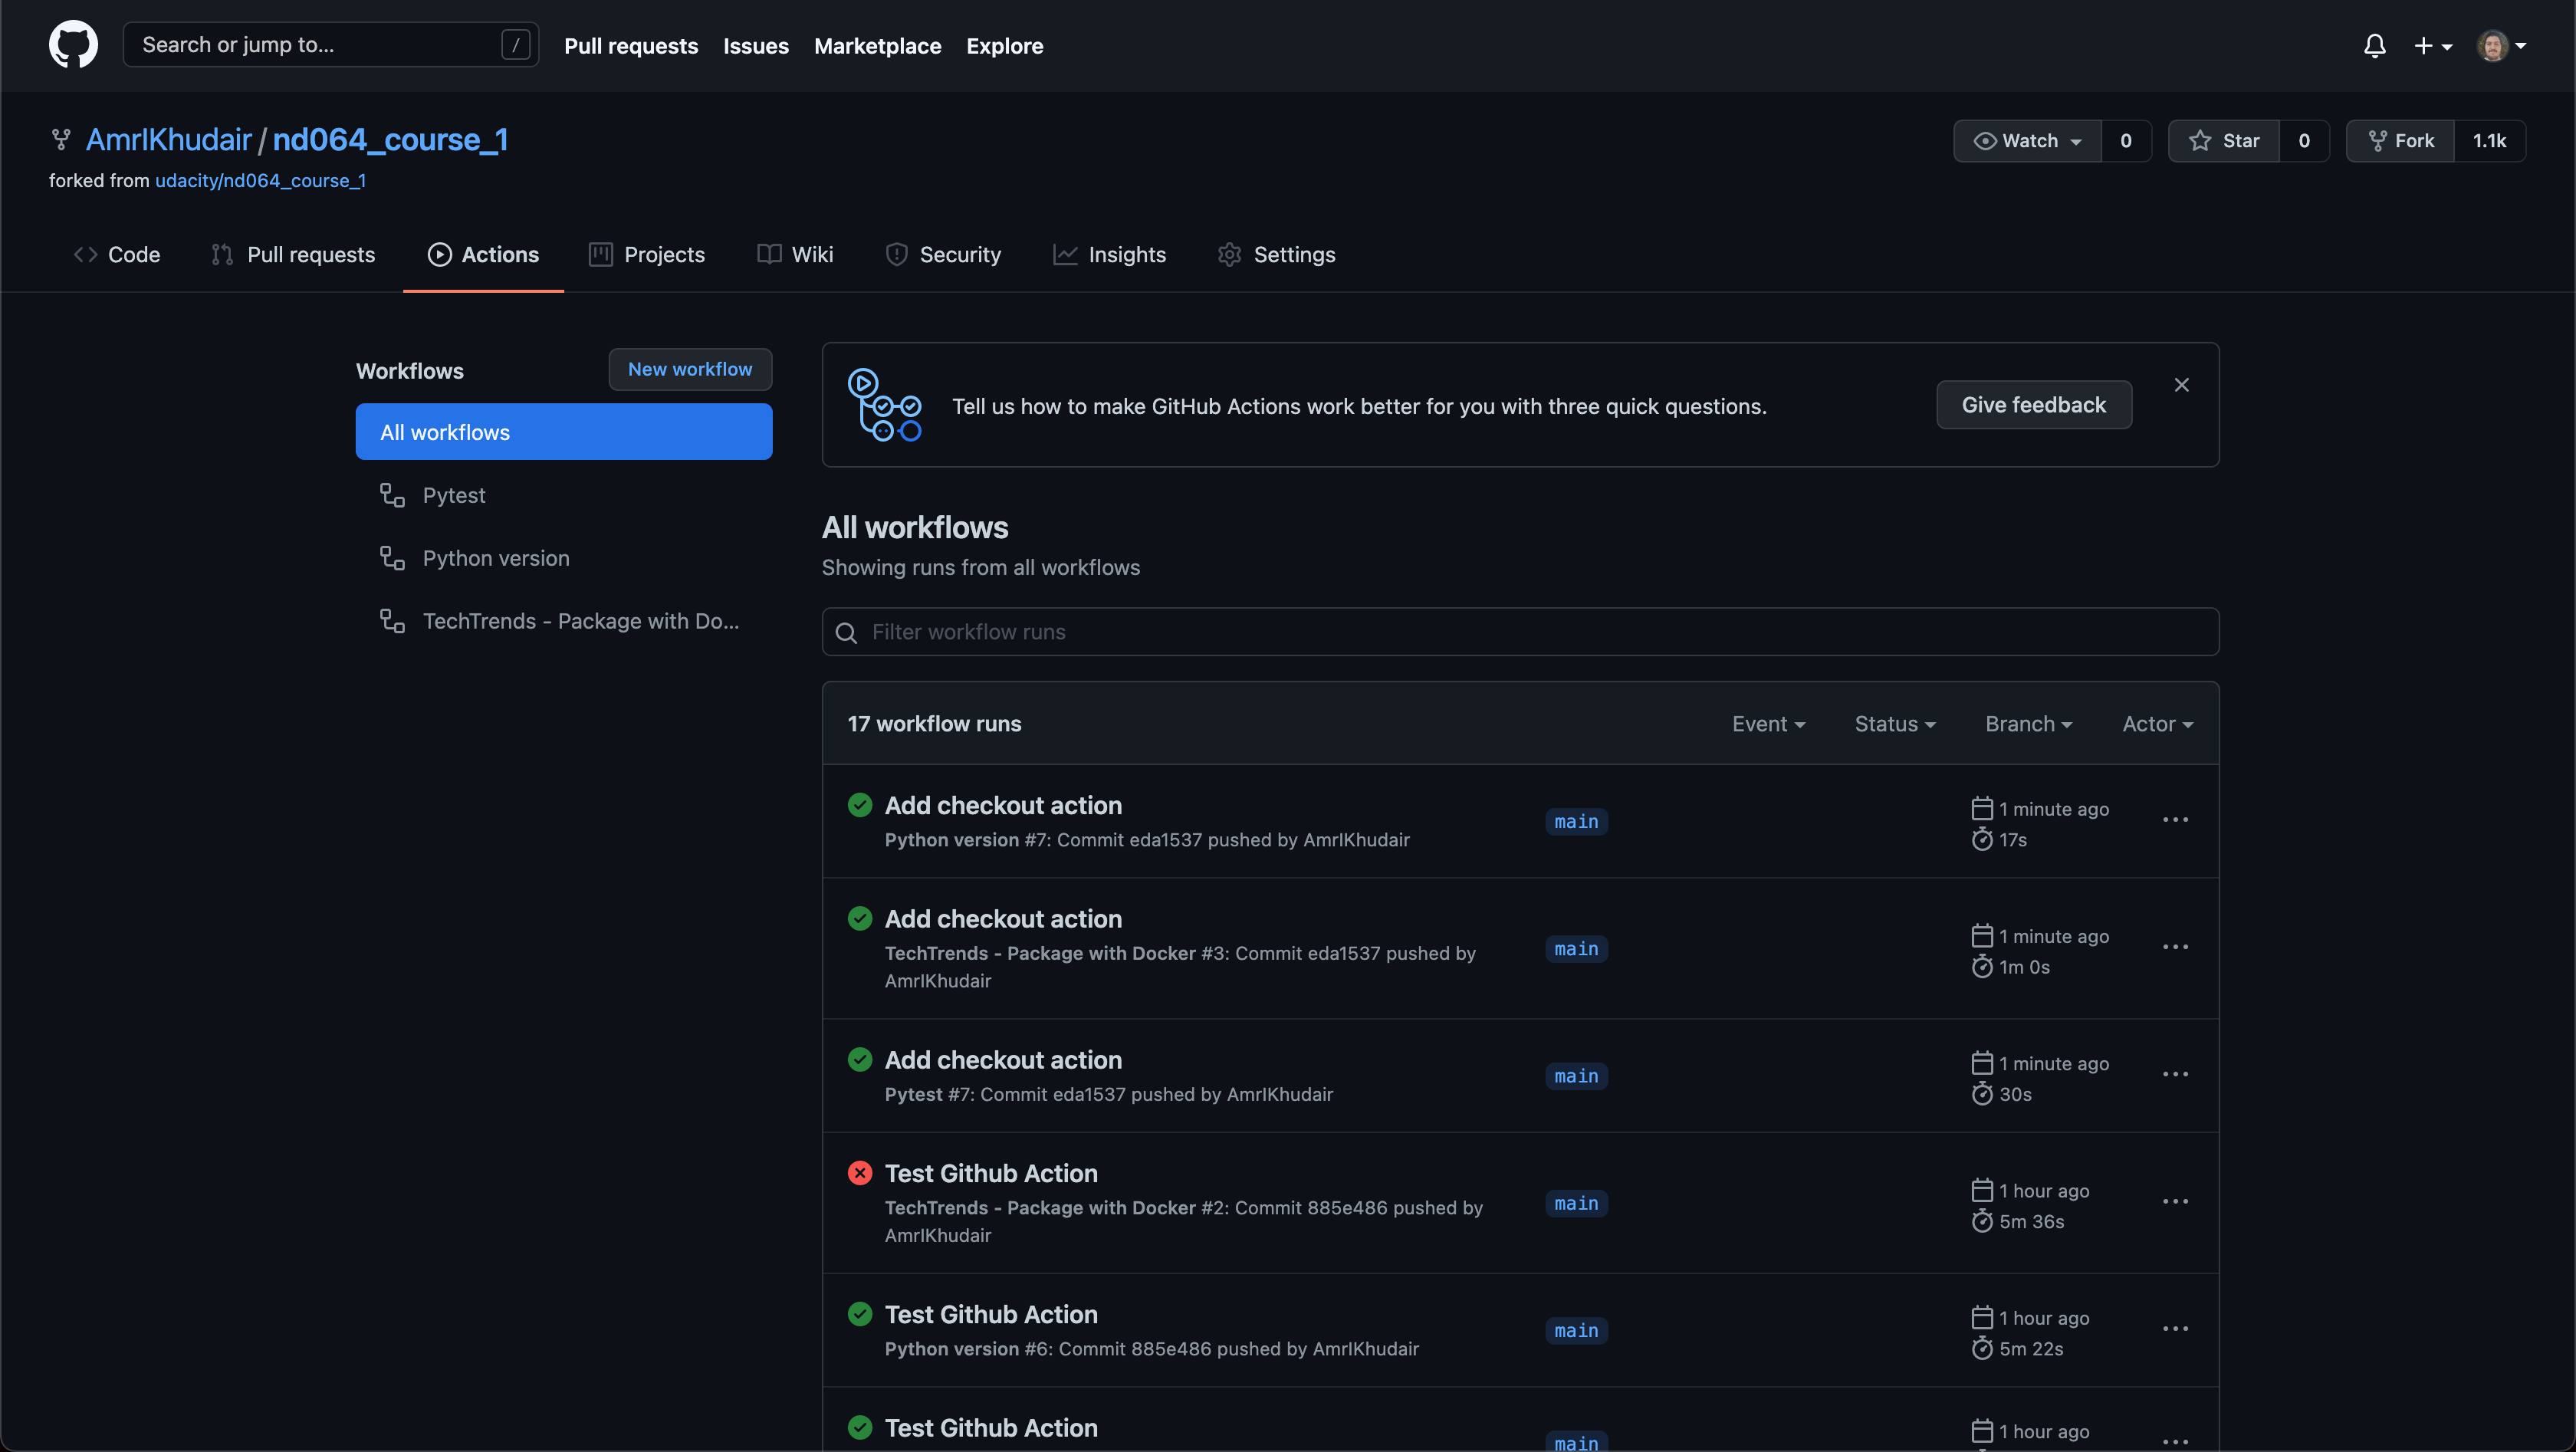 Search or jump to...
/
Pull requests
Issues
Marketplace
Explore
AmrIKhudair / nd064_course_1
forked from udacity/nd064_course_1
Watch
0
Star
0
Fork
1.1k
Code
Pull requests
Actions
Projects
Wiki
Security
Insights
Settings
Workflows
New workflow
All workflows
Pytest
Python version
TechTrends - Package with Do...
Tell us how to make GitHub Actions work better for you with three quick questions.
Give feedback
All workflows
Showing runs from all workflows
Filter workflow runs
17 workflow runs
Event
Status
Branch
Actor
Add checkout action
Python version #7: Commit eda1537 pushed by AmrIKhudair
main
1 minute ago
17s
Add checkout action
TechTrends - Package with Docker #3: Commit eda1537 pushed by
AmrIKhudair
main
1 minute ago
1m 0s
Add checkout action
Pytest #7: Commit eda1537 pushed by AmrIKhudair
main
1 minute ago
30s
Test Github Action
TechTrends - Package with Docker #2: Commit 885e486 pushed by
AmrIKhudair
main
1 hour ago
5m 36s
Test Github Action
Python version #6: Commit 885e486 pushed by AmrIKhudair
main
1 hour ago
5m 22s
Test Github Action
main
1 hour ago